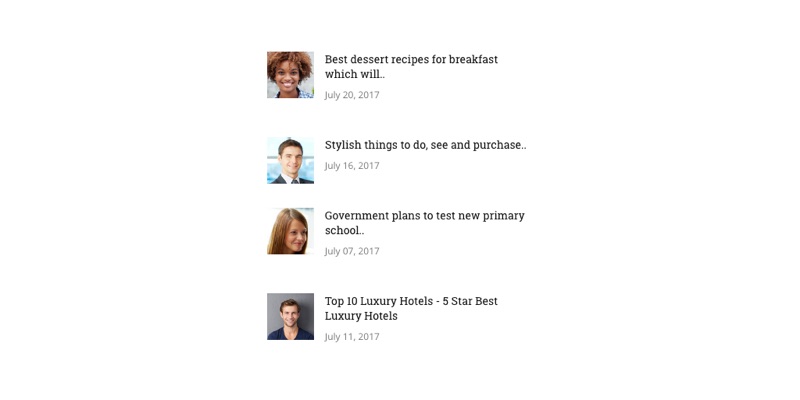 Best dessert recipes for breakfast
which will..
July 20, 2017
Stylish things to do, see and purchase..
July 16, 2017
Government plans to test new primary
school..
July 07, 2017
Top 10 Luxury Hotels - 5 Star Best
Luxury Hotels
July 11, 2017